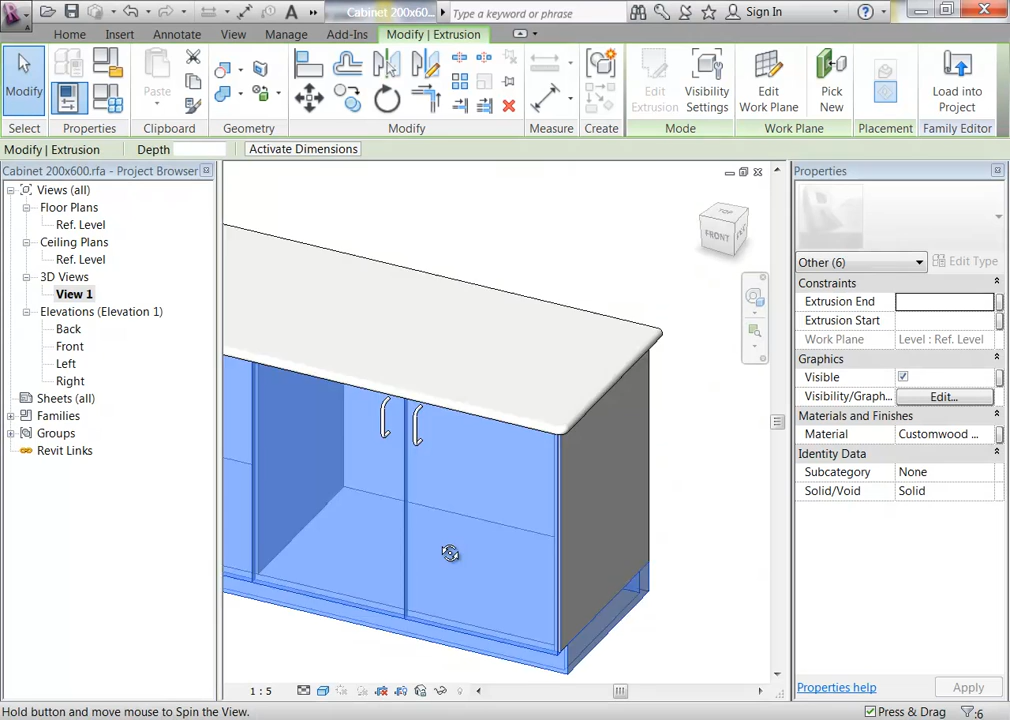 Cabinet 200x60...
Type a keyword or phrase
Sign In
Home Insert Annotate View Manage Add-Ins Modify | Extrusion
Modify
Paste
Edit Extrusion
Visibility Settings
Edit Work Plane
Pick New
Load into Project
Select Properties Clipboard Geometry Modify Measure Create Mode Work Plane Placement Family Editor
Modify | Extrusion Depth Activate Dimensions
Cabinet 200x600.rfa - Project Browser
Views (all)
Floor Plans
Ref. Level
Ceiling Plans
Ref. Level
3D Views
View 1
Elevations (Elevation 1)
Back
Front
Left
Right
Sheets (all)
Families
Groups
Revit Links
TOP
FRONT
Properties
Other (6) Edit Type
Constraints
Extrusion End
Extrusion Start
Work Plane Level : Ref. Level
Graphics
Visible
Visibility/Graph... Edit...
Materials and Finishes
Material Customwood ...
Identity Data
Subcategory None
Solid/Void Solid
Properties help Apply
1 : 5
Hold button and move mouse to Spin the View. Press & Drag :6